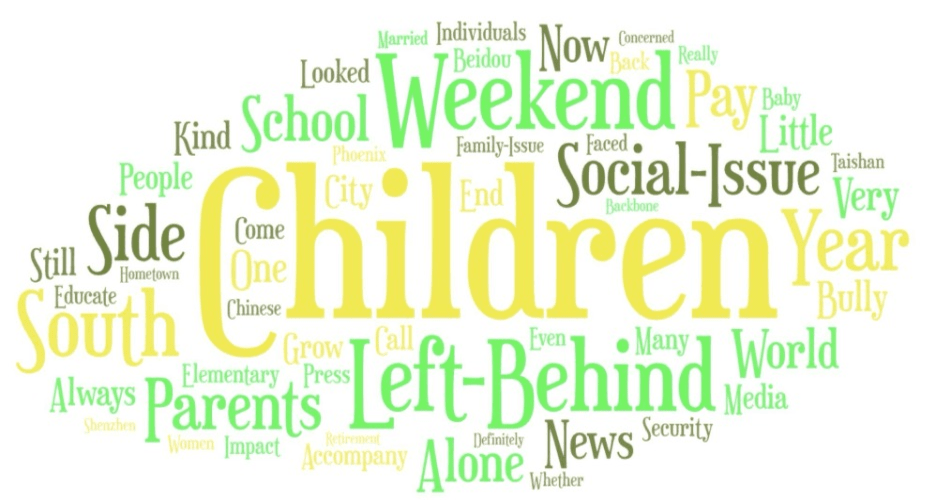 Married
Individuals
Now
Concerned
Looked
Weekend
Beidou
Back
Really
Kind
School
Pay
Baby
Little
Phoenix
Family-Issue
Faced
Social-Issue
Taishan
People
City
End
Backbone
Very
Side
Come
Children
Year
Still
Hometown
One
Educate
Chinese
Bully
South
Grow
Call
Even
Many
World
Always
Elementary
Press
Left-Behind
Media
Parents
Shenzhen
Women
Impact
Retirement
Accompany
Alone
Definitely
News
Security
Whether